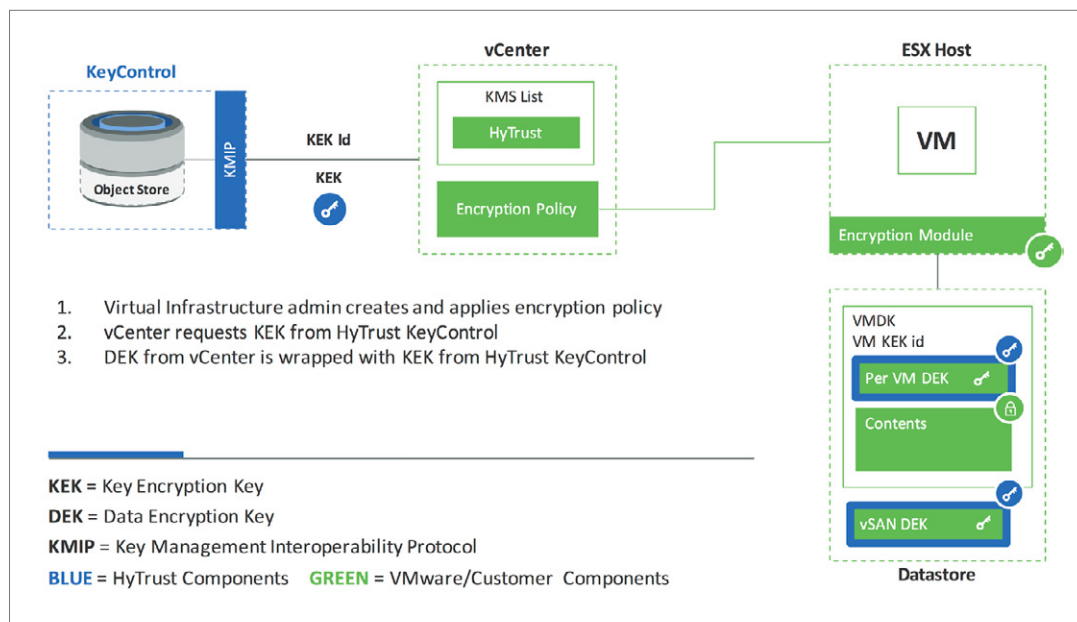 vCenter
ESX Host
KeyControl
KMS List
HyTrust
VM
KMIP
KEK Id
Object Store
KEK
Encryption Policy
Encryption Module
1. Virtual Infrastructure admin creates and applies encryption policy
2. vCenter requests KEK from HyTrust KeyControl
3. DEK from vCenter is wrapped with KEK from HyTrust KeyControl
VMDK
VM KEK id
Per VM DEK
Contents
vSAN DEK
Datastore
KEK = Key Encryption Key
DEK = Data Encryption Key
KMIP = Key Management Interoperability Protocol
BLUE = HyTrust Components GREEN = VMware/Customer Components